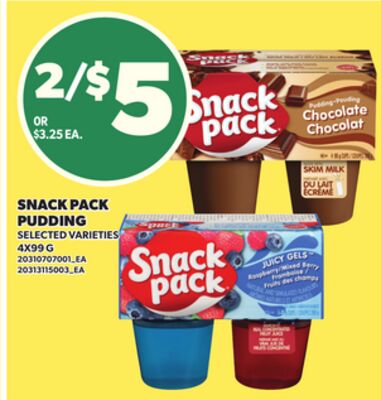 2/$5
OR
$3.25 EA.
SNACK PACK
PUDDING
SELECTED VARIETIES
4X99 G
20310707001_EA
20313115003_EA
Snack
pack
Pudding•Pouding
Chocolate
Chocolat
SKIM MILK
DU LAIT
ÉCRÉMÉ
Snack
pack
JUICY GELS
Raspberry/Mixed Berry
Framboise/
Fruits des champs
REAL CONCENTRATED
FRUIT JUICE
VRAI JUS DE
FRUITS CONCENTRÉ